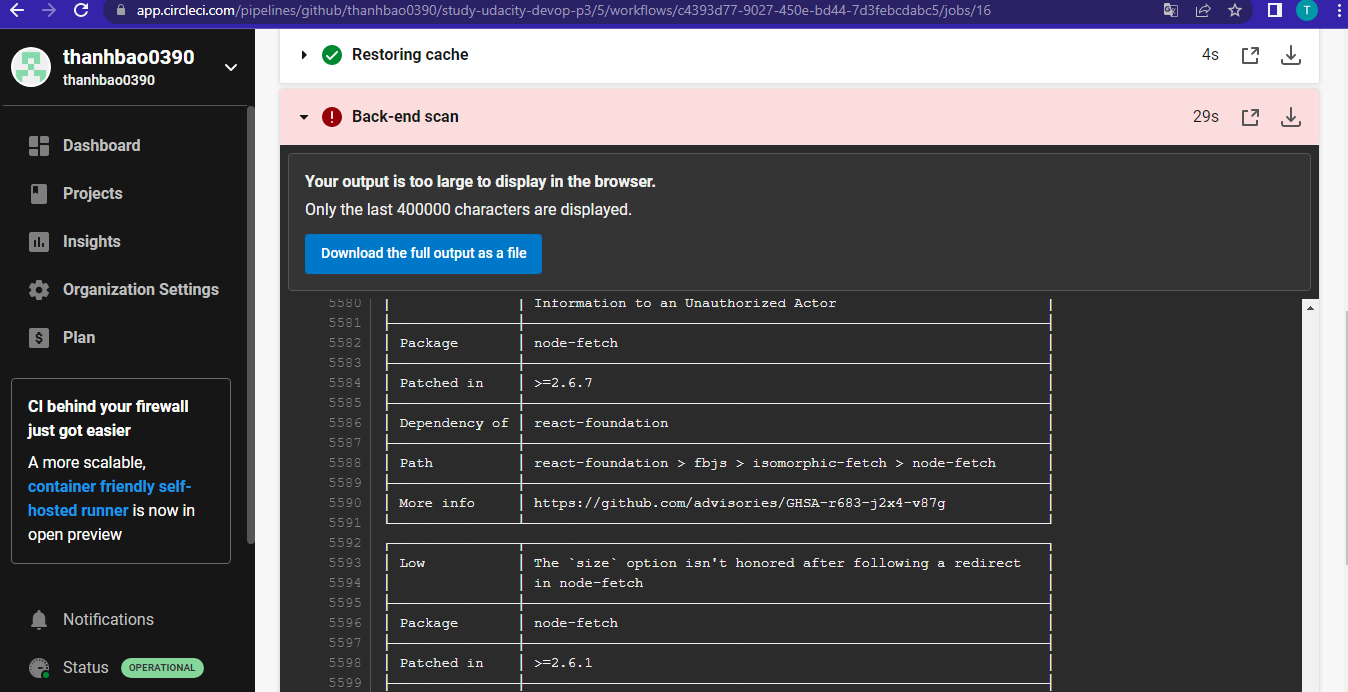 app.circleci.com/pipelines/github/thanhbao0390/study-udacity-devop-p3/5/workflows/c4393d77-9027-450e-bd44-7d3febcdabc5/jobs/16
T
thanhbao0390
thanhbao0390
Dashboard
Projects
Insights
Organization Settings
Plan
CI behind your firewall
just got easier
A more scalable,
container friendly self-
hosted runner is now in
open preview
Notifications
Status OPERATIONAL
Restoring cache 4s
Back-end scan 29s
Your output is too large to display in the browser.
Only the last 400000 characters are displayed.
Download the full output as a file
5580 Information to an Unauthorized Actor
5581
5582 Package node-fetch
5583
5584 Patched in >=2.6.7
5585
5586 Dependency of react-foundation
5587
5588 Path react-foundation > fbjs > isomorphic-fetch > node-fetch
5589
5590 More info https://github.com/advisories/GHSA-r683-j2x4-v87g
5591
5592
5593 Low The `size` option isn't honored after following a redirect
5594 in node-fetch
5595
5596 Package node-fetch
5597
5598 Patched in >=2.6.1
5599